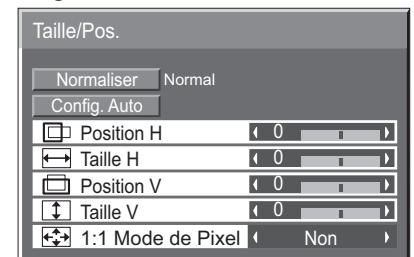 Taille/Pos.
Normaliser Normal
Config. Auto
Position H 0
Taille H 0
Position V 0
Taille V 0
1:1 Mode de Pixel Non